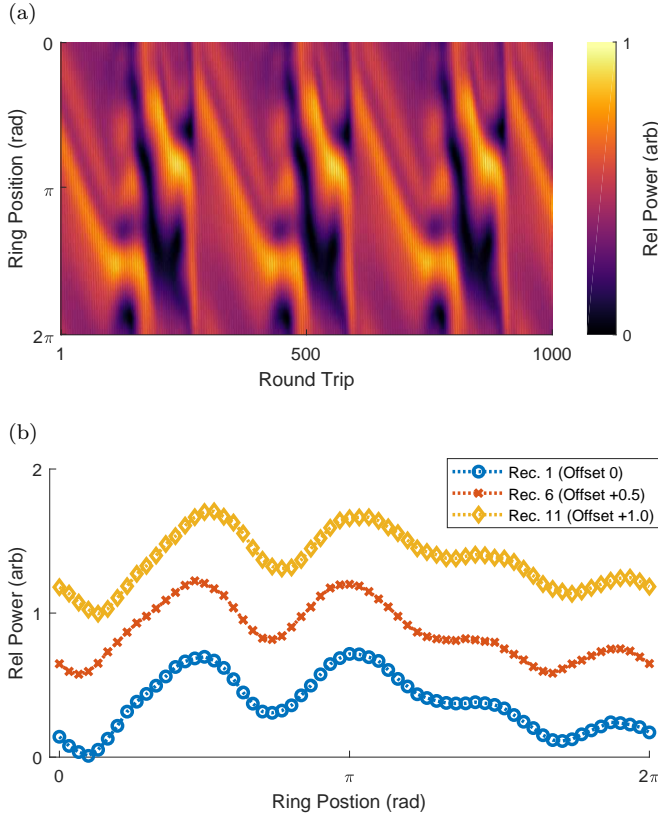 (a)
0
π
2π
Ring Position (rad)
1
500
1000
Round Trip
1
0
Rel Power (arb)
(b)
2
1
0
Rel Power (arb)
Rec. 1 (Offset 0)
Rec. 6 (Offset +0.5)
Rec. 11 (Offset +1.0)
0
π
2π
Ring Postion (rad)